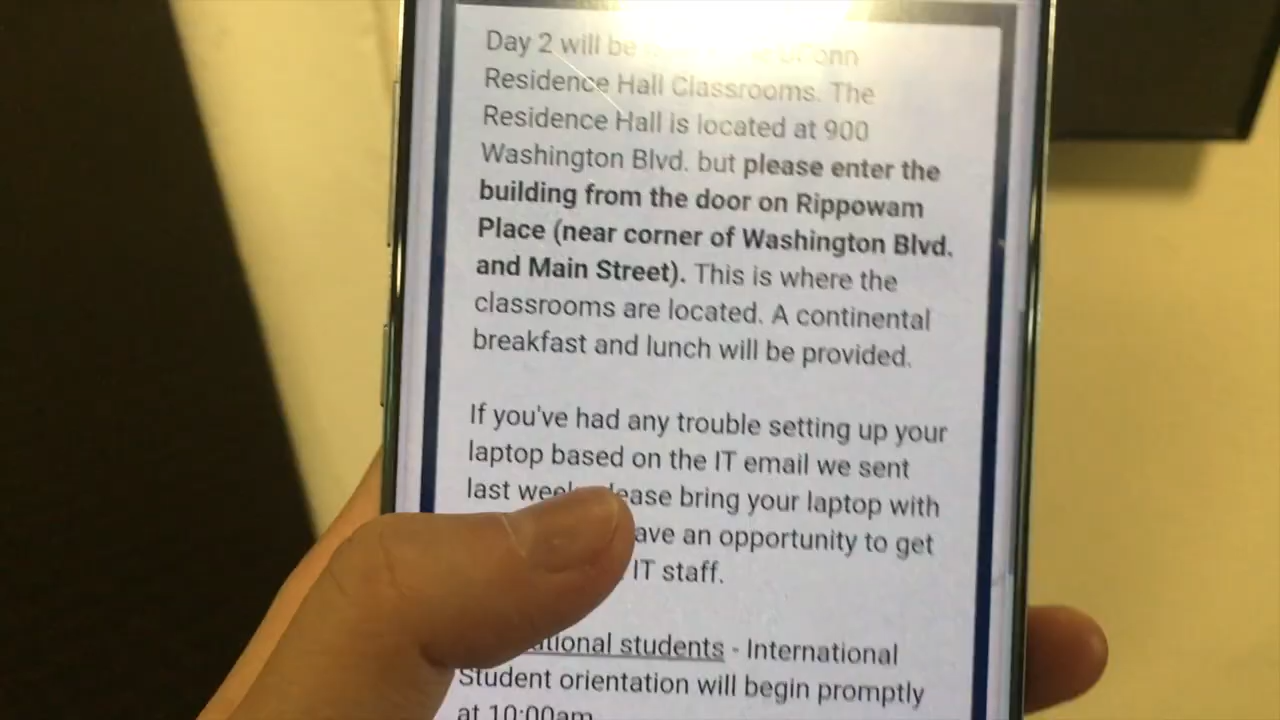 Day 2 will be
Residence Hall Classrooms. The
Residence Hall is located at 900
Washington Blvd. but please enter the
building from the door on Rippowam
Place (near corner of Washington Blvd.
and Main Street). This is where the
classrooms are located. A continental
breakfast and lunch will be provided.
If you've had any trouble setting up your
laptop based on the IT email we sent
last bring your laptop with
an opportunity to get
IT staff.
students - International
Student orientation will begin promptly
at 10:00am